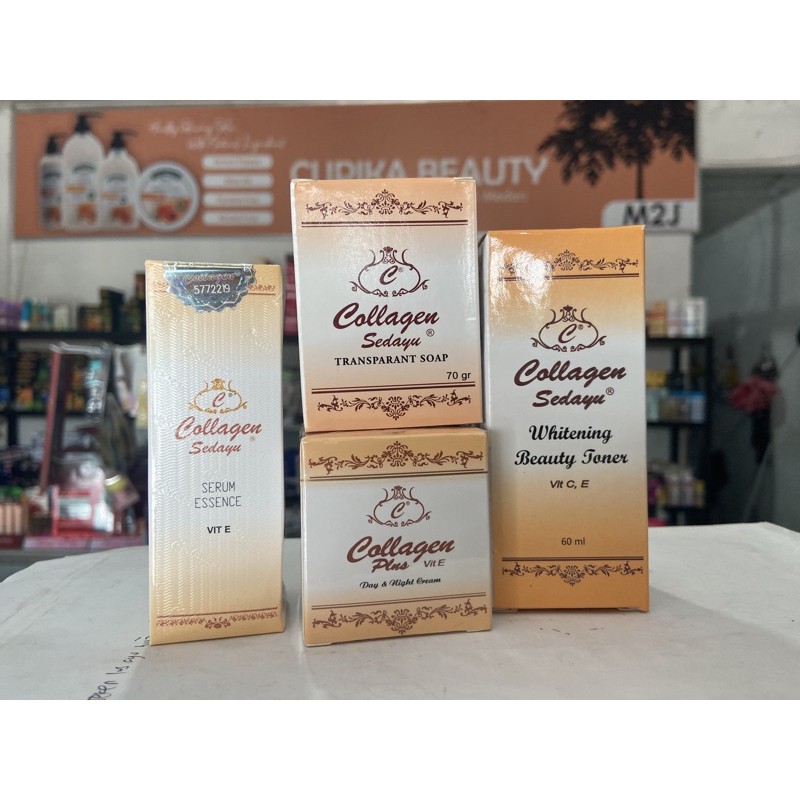 CURIKA BEAUTY
M2J
5772219
C
Collagen
Sedayu®
SERUM
ESSENCE
VIT E
C®
Collagen
Sedayu®
TRANSPARANT SOAP
70 gr
C®
Collagen
Plus Vit E
Day & Night Cream
C®
Collagen
Sedayu®
Whitening
Beauty Toner
Vit C, E
60 ml